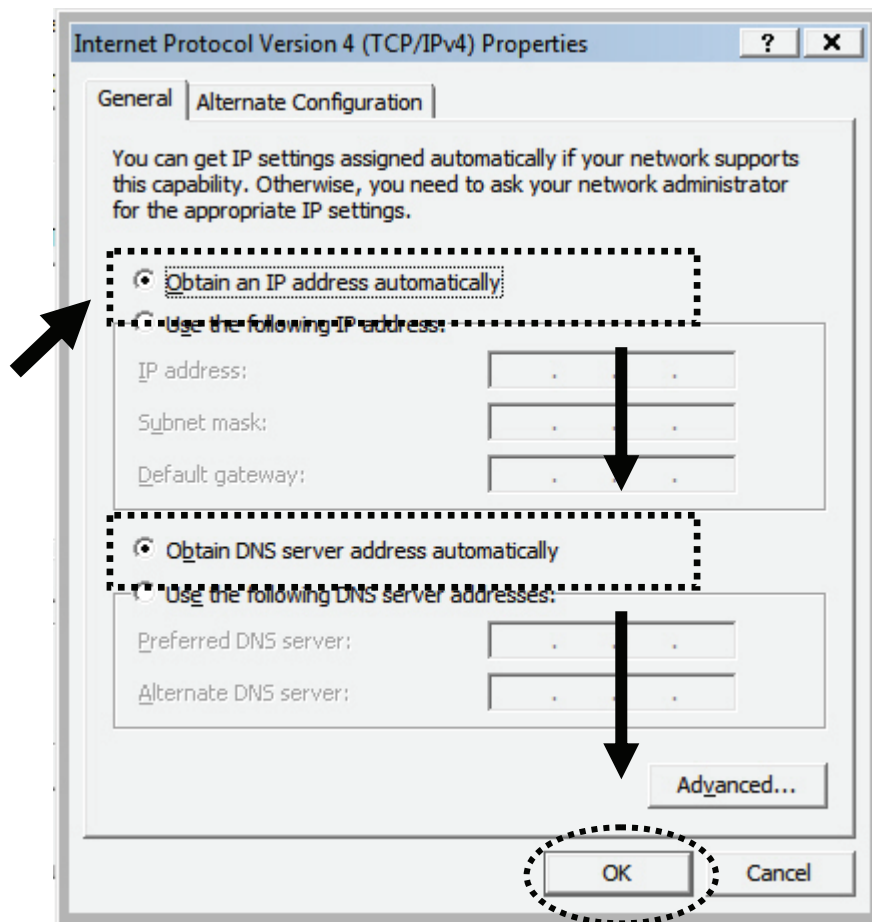 Internet Protocol Version 4 (TCP/IPv4) Properties
? X
General
Alternate Configuration
You can get IP settings assigned automatically if your network supports
this capability. Otherwise, you need to ask your network administrator
for the appropriate IP settings.
Obtain an IP address automatically
Use the following IP address:
IP address:
Subnet mask:
Default gateway:
Obtain DNS server address automatically
Use the following DNS server addresses:
Preferred DNS server:
Alternate DNS server:
Advanced...
OK
Cancel